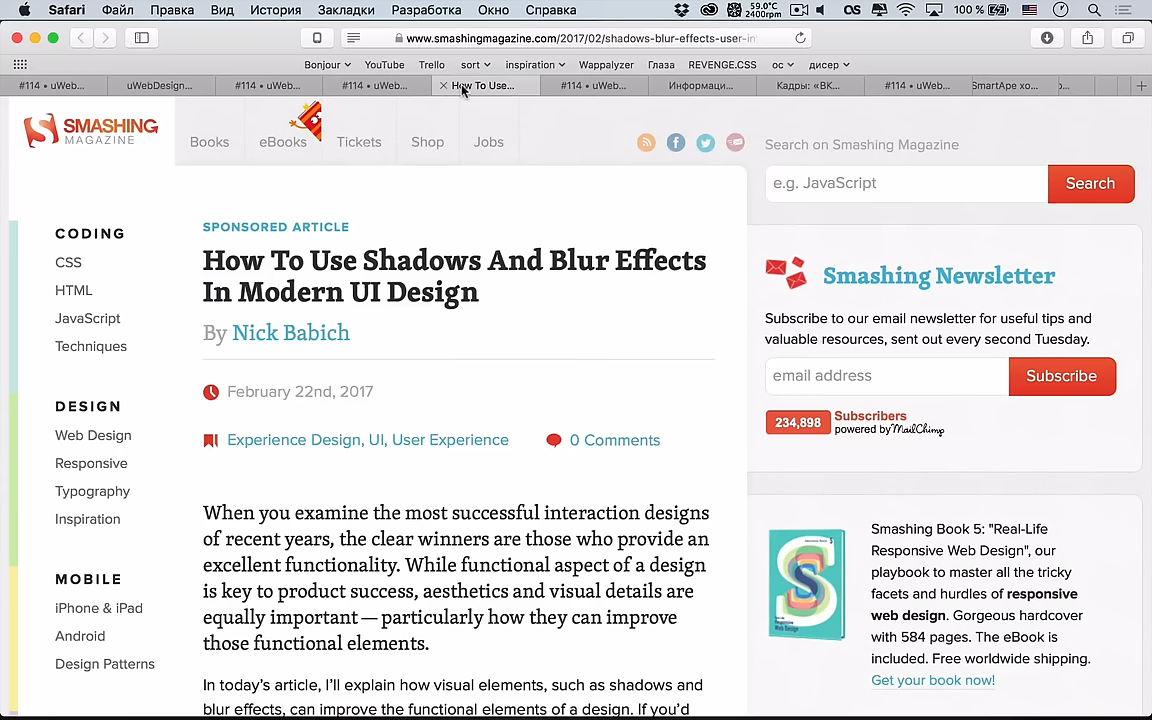 Safari Файл Правка Вид История Закладки Разработка Окно Справка
59.0°C
2400rpm
100 %
www.smashingmagazine.com/2017/02/shadows-blur-effects-user-in
Bonjour YouTube Trello sort inspiration Wappalyzer Глаза REVENGE.CSS ос дисер
#114 • uWeb... uWebDesign... #114 • uWeb... #114 • uWeb... How To Use... #114 • uWeb... Информаци... Кадры: «ВК... #114 • uWeb... SmartApe хо...
SMASHING
MAGAZINE
Books eBooks Tickets Shop Jobs
Search on Smashing Magazine
e.g. JavaScript Search
CODING
CSS
HTML
JavaScript
Techniques
DESIGN
Web Design
Responsive
Typography
Inspiration
MOBILE
iPhone & iPad
Android
Design Patterns
SPONSORED ARTICLE
How To Use Shadows And Blur Effects
In Modern UI Design
By Nick Babich
February 22nd, 2017
Experience Design, UI, User Experience 0 Comments
When you examine the most successful interaction designs
of recent years, the clear winners are those who provide an
excellent functionality. While functional aspect of a design
is key to product success, aesthetics and visual details are
equally important — particularly how they can improve
those functional elements.
In today’s article, I’ll explain how visual elements, such as shadows and
blur effects, can improve the functional elements of a design. If you’d
Smashing Newsletter
Subscribe to our email newsletter for useful tips and
valuable resources, sent out every second Tuesday.
email address Subscribe
234,898 Subscribers
powered by MailChimp
Smashing Book 5: "Real-Life
Responsive Web Design", our
playbook to master all the tricky
facets and hurdles of responsive
web design. Gorgeous hardcover
with 584 pages. The eBook is
included. Free worldwide shipping.
Get your book now!